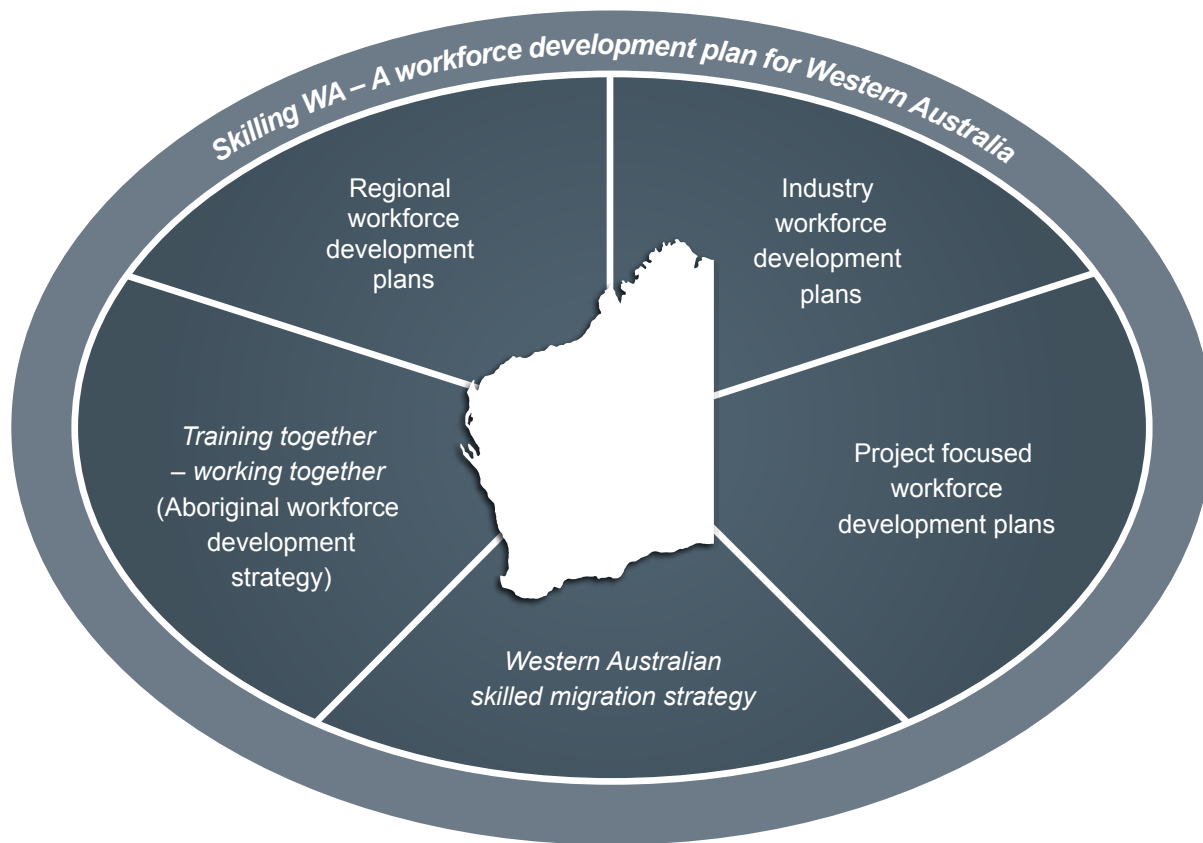 Skilling WA – A workforce development plan for Western Australia
Regional
workforce
development
plans
Industry
workforce
development
plans
Training together
– working together
(Aboriginal workforce
development
strategy)
Project focused
workforce
development plans
Western Australian
skilled migration strategy